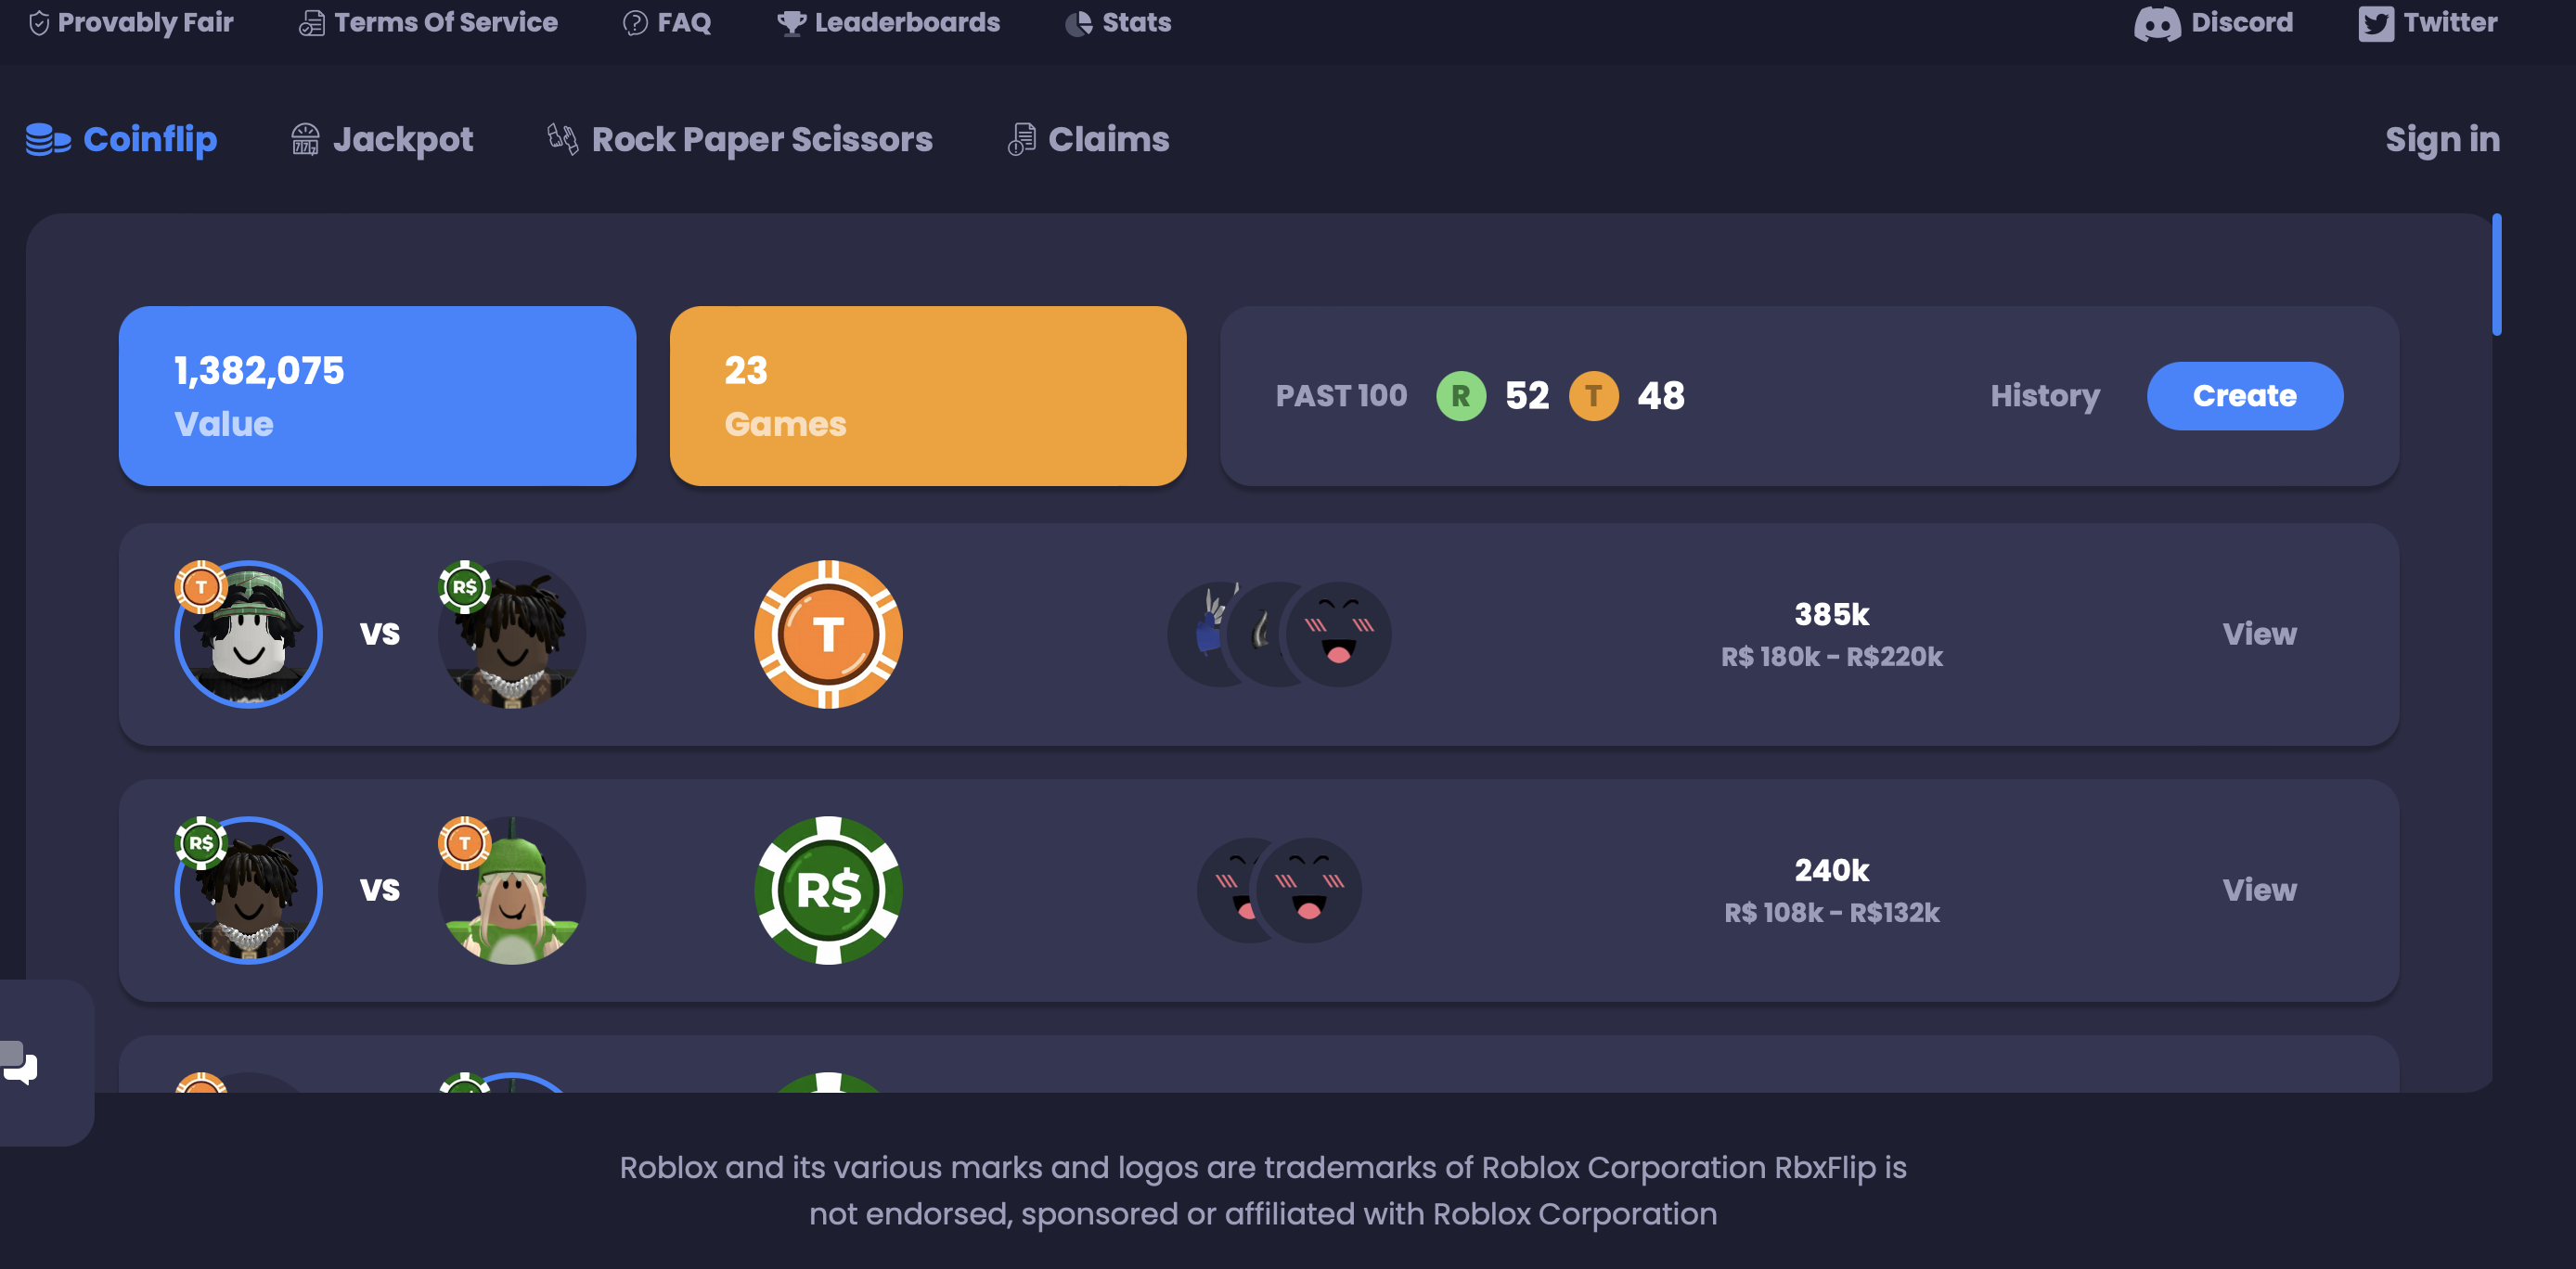 Provably Fair
Terms Of Service
FAQ
Leaderboards
Stats
Discord
Twitter
Coinflip
Jackpot
Rock Paper Scissors
Claims
Sign in
1,382,075
Value
23
Games
PAST 100 R 52 T 48
History
Create
T
R$
VS
T
385k
R$ 180k - R$220k
View
R$
T
VS
R$
240k
R$ 108k - R$132k
View
Roblox and its various marks and logos are trademarks of Roblox Corporation RbxFlip is
not endorsed, sponsored or affiliated with Roblox Corporation